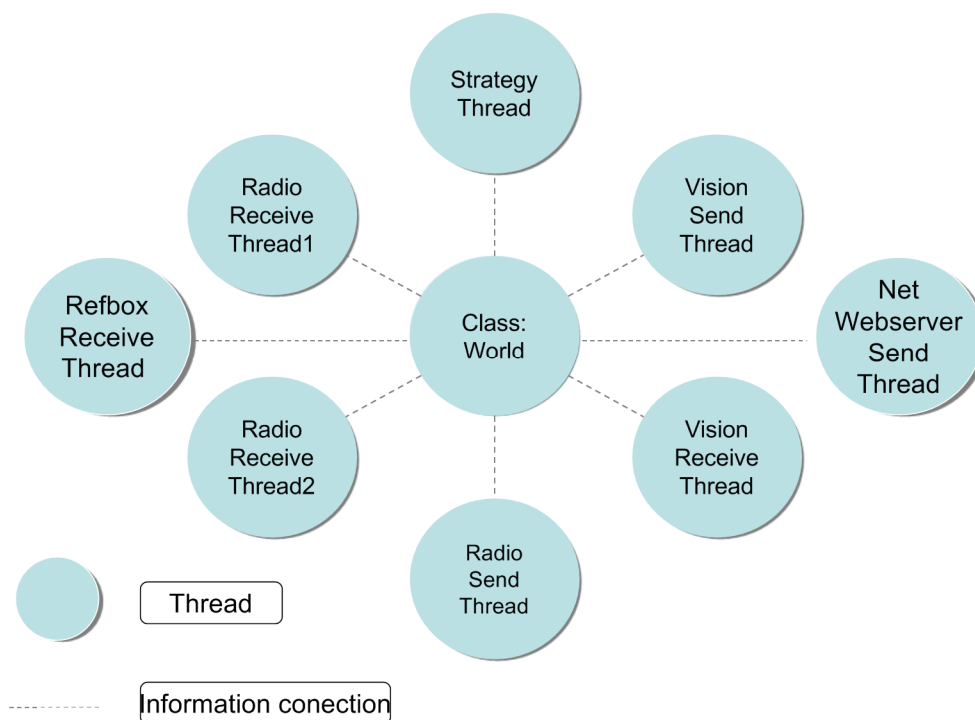 Strategy
Thread
Radio
Receive
Thread1
Vision
Send
Thread
Refbox
Receive
Thread
Class:
World
Net
Webserver
Send
Thread
Radio
Receive
Thread2
Vision
Receive
Thread
Radio
Send
Thread
Thread
Information conection